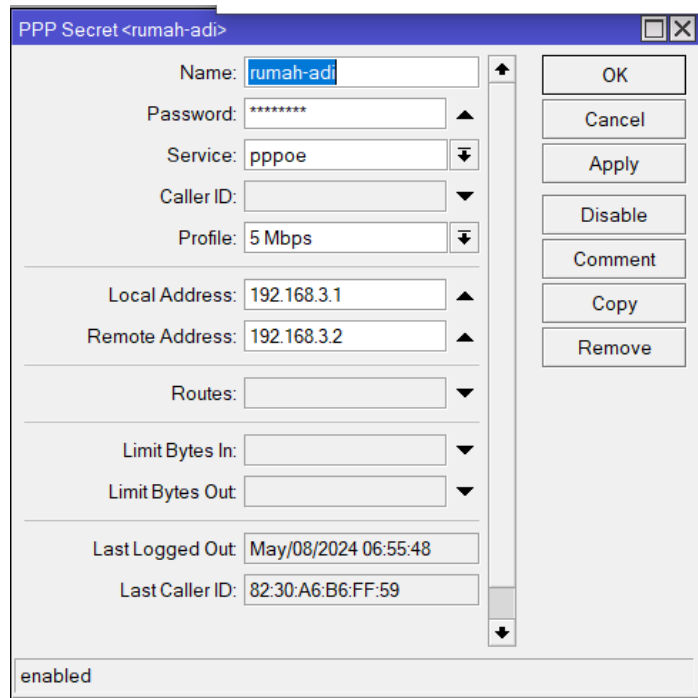 PPP Secret <rumah-adi>
Name: rumah-adi
OK
Password: ********
Cancel
Service: pppoe
Apply
Caller ID:
Profile: 5 Mbps
Disable
Comment
Local Address: 192.168.3.1
Copy
Remote Address: 192.168.3.2
Remove
Routes:
Limit Bytes In:
Limit Bytes Out:
Last Logged Out: May/08/2024 06:55:48
Last Caller ID: 82:30:A6:B6:FF:59
enabled